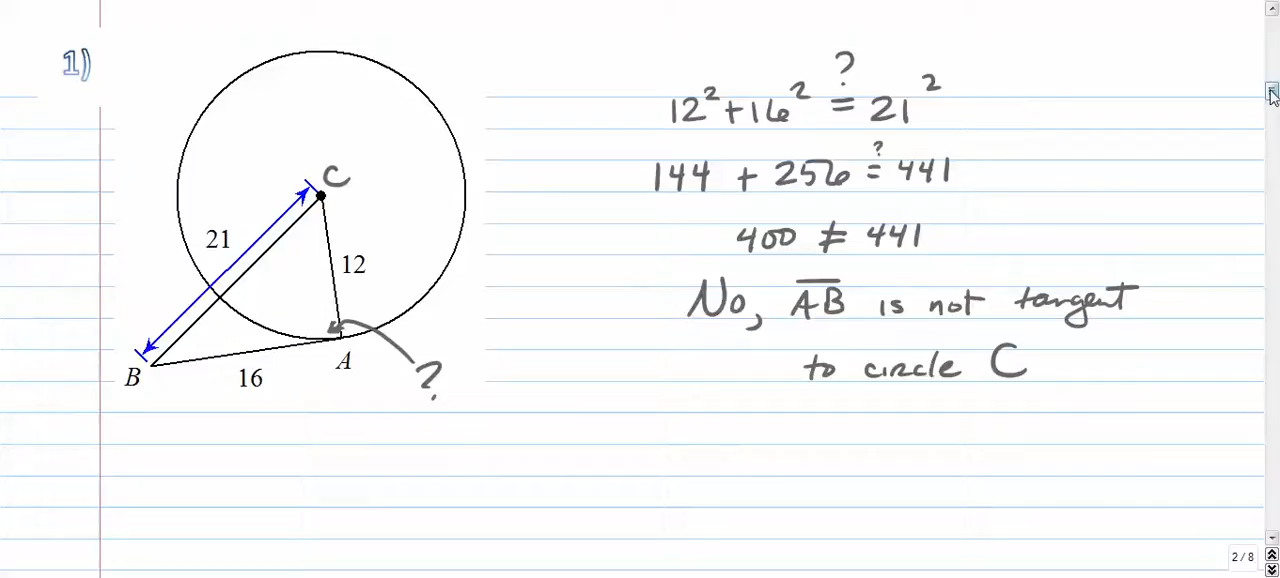 1)
C
21
12
B
16
A
?
12² + 16² ?= 21²
144 + 256 ?= 441
400 ≠ 441
No, A̅B̅ is not tangent
to circle C
2 / 8